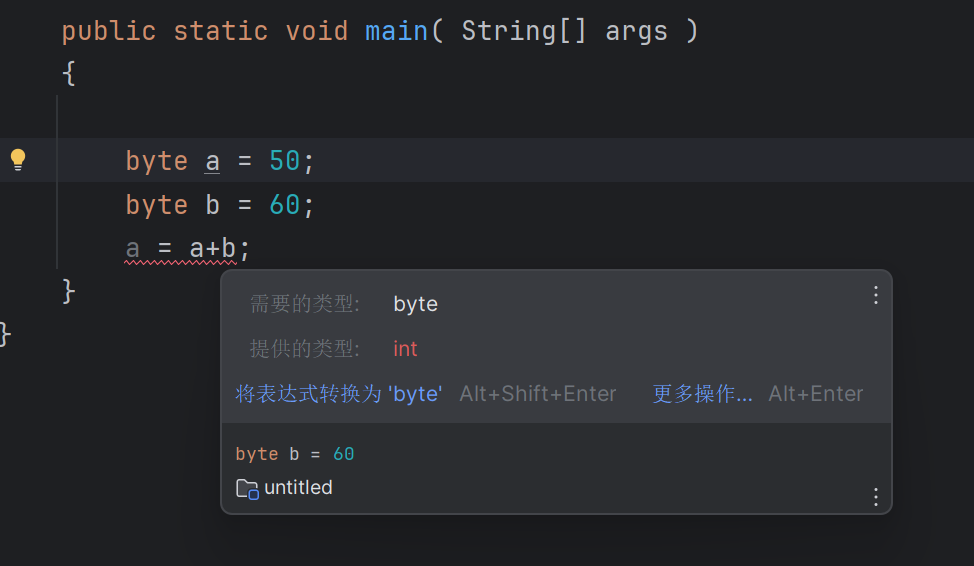 public static void main( String[] args )
{
byte a = 50;
byte b = 60;
a = a+b;
}
}
需要的类型: byte
提供的类型: int
将表达式转换为 'byte' Alt+Shift+Enter 更多操作... Alt+Enter
byte b = 60
untitled